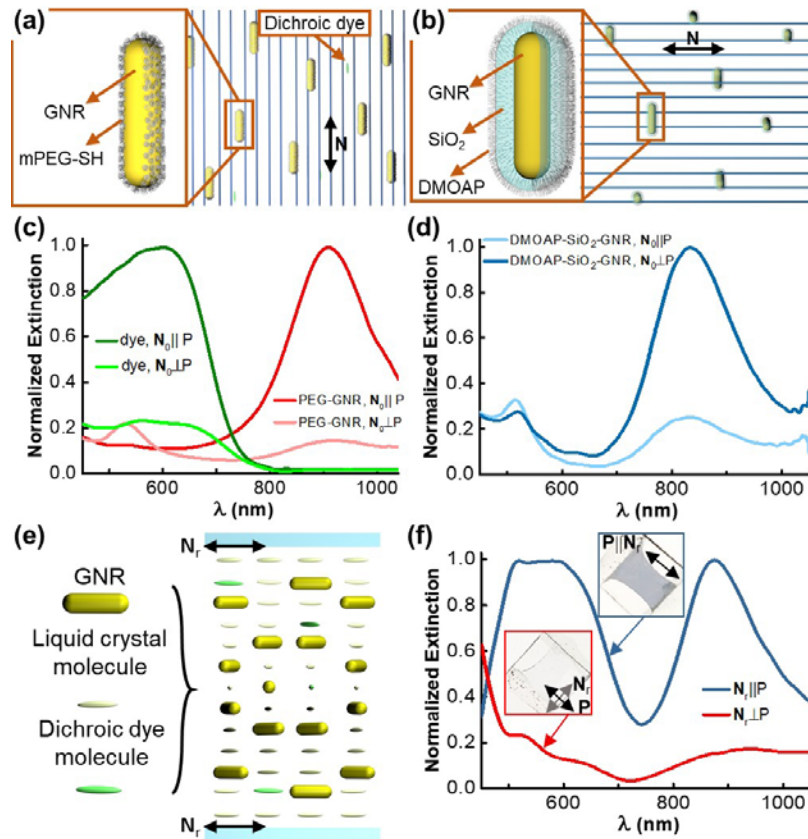 (a)
Dichroic dye
GNR
mPEG-SH
N
(b)
N
GNR
SiO₂
DMOAP
(c)
Normalized Extinction
1.0
0.8
0.6
0.4
0.2
0.0
dye, N₀|| P
dye, N₀⊥P
PEG-GNR, N₀|| P
PEG-GNR, N₀⊥P
600 800 1000
λ (nm)
(d)
Normalized Extinction
1.0
0.8
0.6
0.4
0.2
0.0
DMOAP-SiO₂-GNR, N₀||P
DMOAP-SiO₂-GNR, N₀⊥P
600 800 1000
λ (nm)
(e)
Nᵣ
GNR
Liquid crystal
molecule
Dichroic dye
molecule
Nᵣ
(f)
Normalized Extinction
1.0
0.8
0.6
0.4
0.2
0.0
P||Nᵣ
Nᵣ
P
Nᵣ||P
Nᵣ⊥P
600 800 1000
λ (nm)